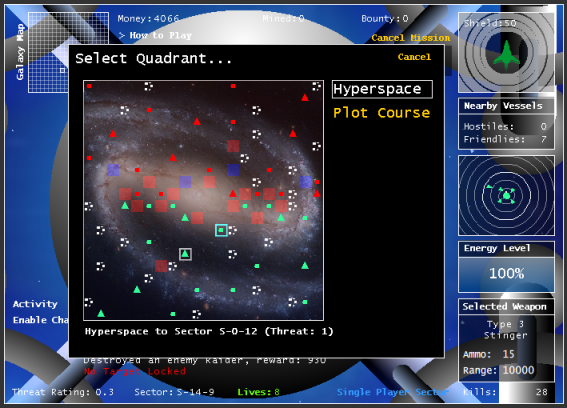 Money:4066 Mined:0 Bounty:0
Shield:50
> How to Play
Cancel Mission
Galaxy Map
Select Quadrant...
Cancel
Hyperspace
Plot Course
Nearby Vessels
Hostiles: 0
Friendlies: 7
Energy Level
100%
Selected Weapon
Type 3
Stinger
Ammo: 15
Range: 10000
Activity
Enable Cha
Hyperspace to Sector S-O-12 (Threat: 1)
Destroyed an enemy Raider, reward: 930
No Target Locked
Threat Rating: 0.3 Sector:S-14-9 Lives:8 Single Player Sector Kills: 28